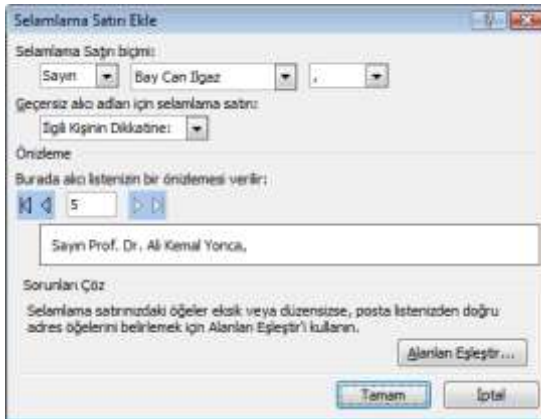 Selamlama Satırı Ekle
Selamlama Satırı biçimi:
Sayın Bay Can Ilgaz ,
Geçersiz alıcı adları için selamlama satırı:
İlgili Kişinin Dikkatine:
Önizleme
Burada alıcı listenizin bir önizlemesi verilir:
5
Sayın Prof. Dr. Ali Kemal Yonca,
Sorunları Çöz
Selamlama satırınızdaki öğeler eksik veya düzensizse, posta listenizden doğru
adres öğelerini belirlemek için Alanları Eşleştir'i kullanın.
Alanları Eşleştir...
Tamam İptal